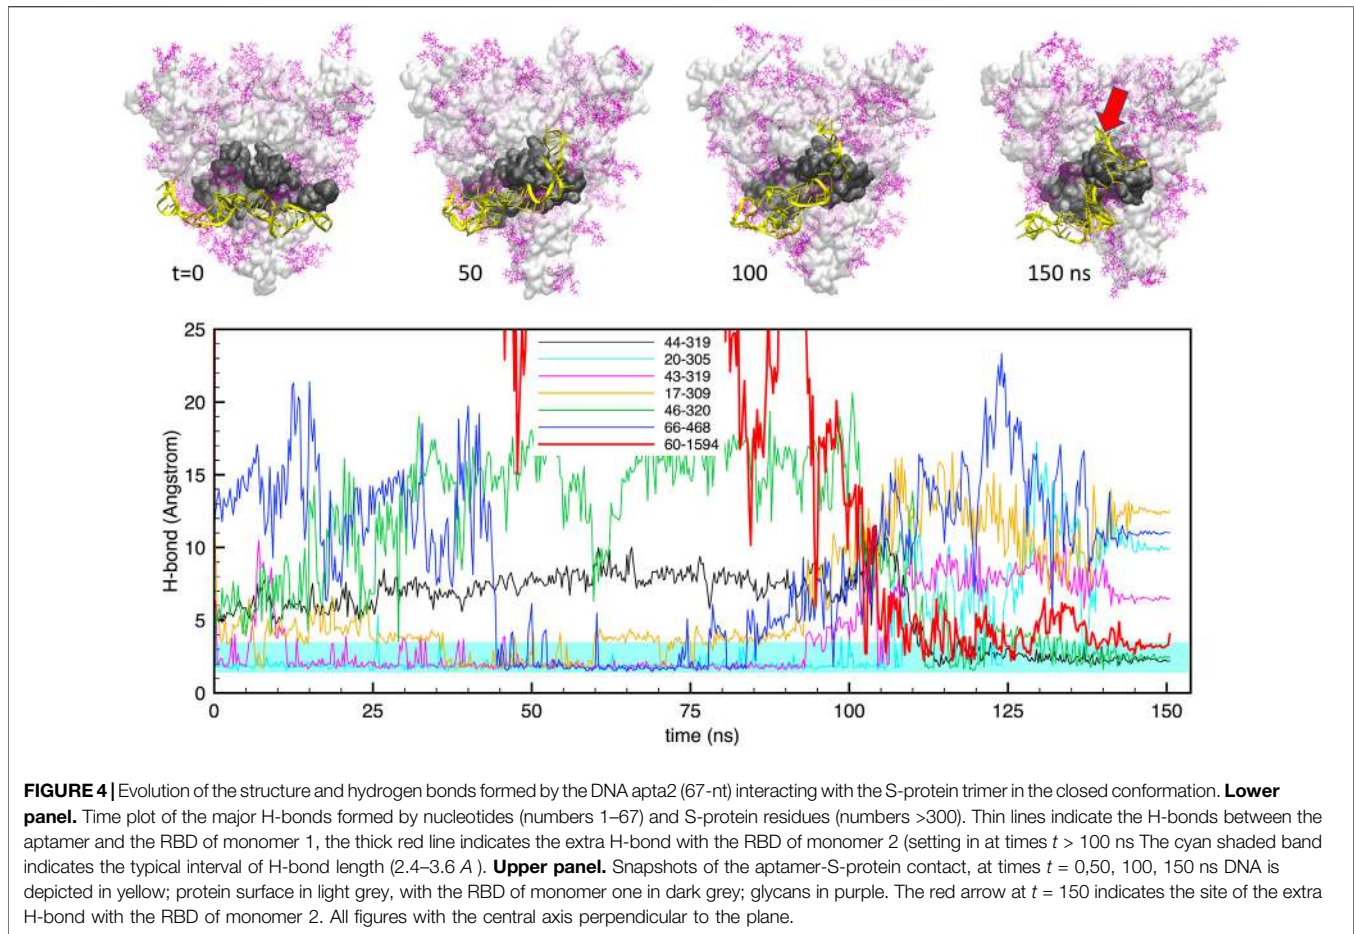 t=0
50
100
150 ns
25
20
15
10
5
0
H-bond (Angstrom)
44-319
20-305
43-319
17-309
46-320
66-468
60-1594
0
25
50
75
100
125
150
time (ns)
FIGURE 4 | Evolution of the structure and hydrogen bonds formed by the DNA apta2 (67-nt) interacting with the S-protein trimer in the closed conformation. Lower
panel. Time plot of the major H-bonds formed by nucleotides (numbers 1–67) and S-protein residues (numbers >300). Thin lines indicate the H-bonds between the
aptamer and the RBD of monomer 1, the thick red line indicates the extra H-bond with the RBD of monomer 2 (setting in at times t > 100 ns The cyan shaded band
indicates the typical interval of H-bond length (2.4–3.6 A ). Upper panel. Snapshots of the aptamer-S-protein contact, at times t = 0,50, 100, 150 ns DNA is
depicted in yellow; protein surface in light grey, with the RBD of monomer one in dark grey; glycans in purple. The red arrow at t = 150 indicates the site of the extra
H-bond with the RBD of monomer 2. All figures with the central axis perpendicular to the plane.